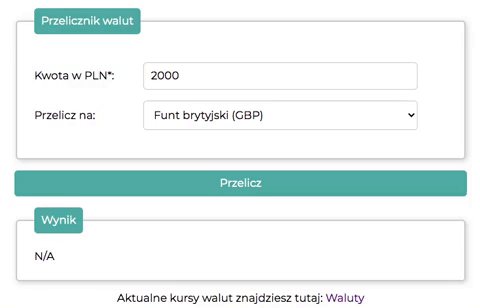 Przelicznik walut
Kwota w PLN*: 2000
Przelicz na: Funt brytyjski (GBP)
Przelicz
Wynik
N/A
Aktualne kursy walut znajdziesz tutaj: Waluty